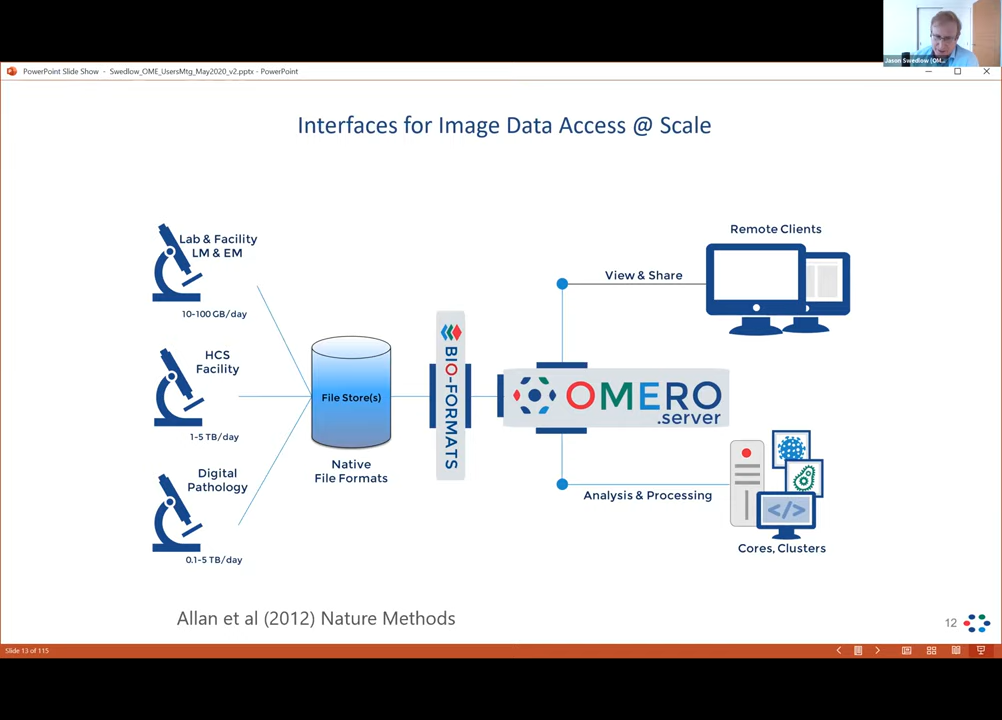 Jason Swedlow (OM...
PowerPoint Slide Show - Swedlow_OME_UsersMtg_May2020_v2.pptx - PowerPoint
Interfaces for Image Data Access @ Scale
Lab & Facility
LM & EM
10-100 GB/day
HCS
Facility
1-5 TB/day
Digital
Pathology
0.1-5 TB/day
File Store(s)
Native
File Formats
BIO-FORMATS
OMERO
.server
View & Share
Remote Clients
Analysis & Processing
</>
Cores, Clusters
Allan et al (2012) Nature Methods
12
Slide 13 of 115